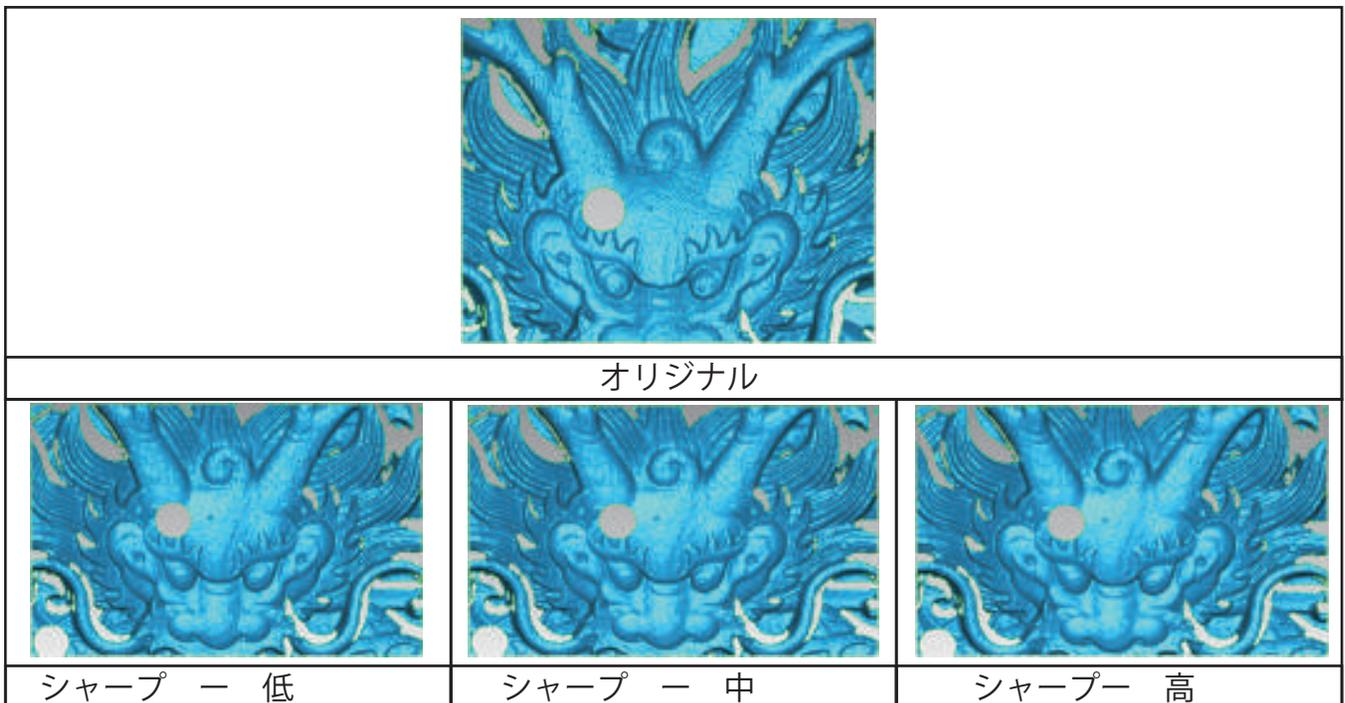 オリジナル
シャープ　ー　低
シャープ　ー　中
シャープー　高